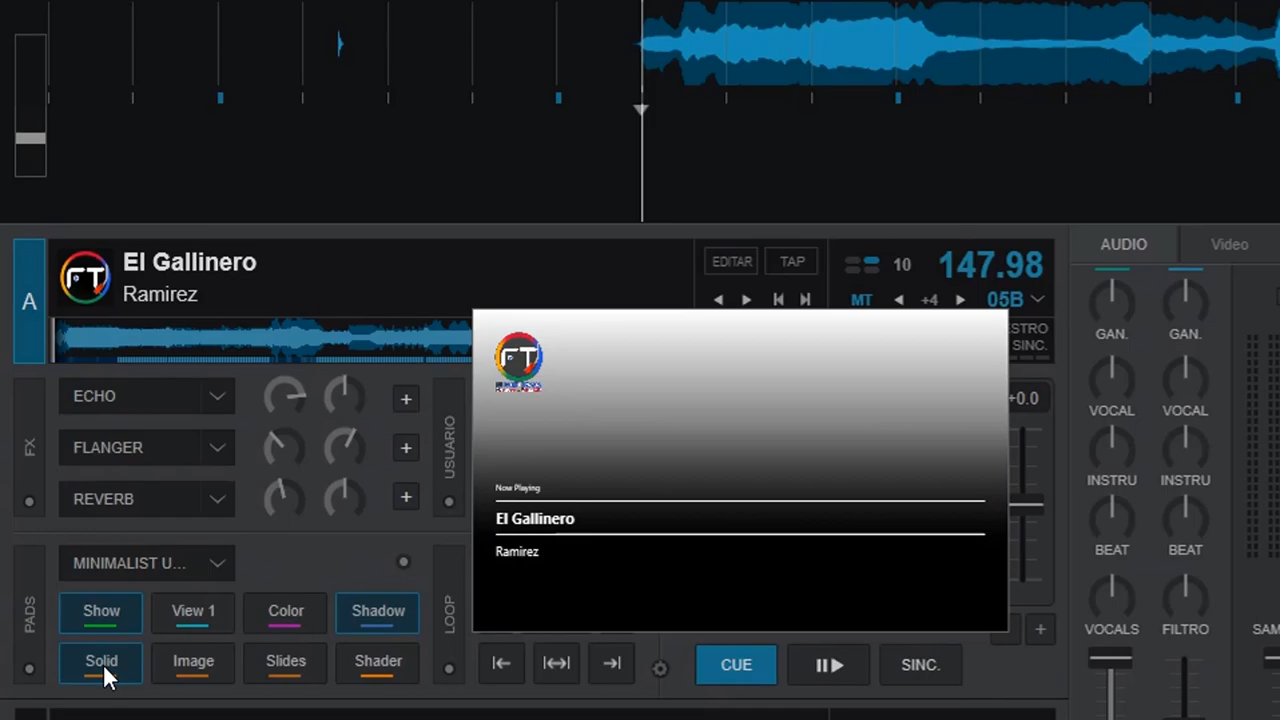 A
El Gallinero
Ramirez
EDITAR
TAP
10
147.98
MT
+4
05B
AUDIO
Video
GAN.
GAN.
ESTRO
SINC.
FX
ECHO
FLANGER
REVERB
USUARIO
+0.0
VOCAL
VOCAL
INSTRU
INSTRU
BEAT
BEAT
VOCALS
FILTRO
SAM
Now Playing
El Gallinero
Ramirez
PADS
MINIMALIST U...
Show
View 1
Color
Shadow
Solid
Image
Slides
Shader
LOOP
CUE
SINC.